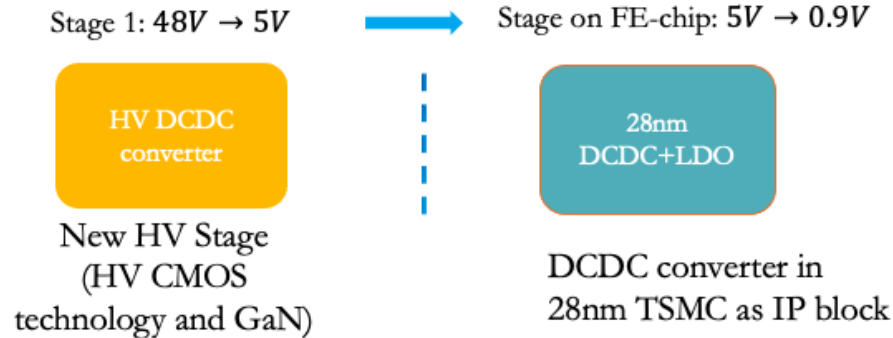 Stage 1: 48V → 5V
Stage on FE-chip: 5V → 0.9V
HV DCDC
converter
28nm
DCDC+LDO
New HV Stage
(HV CMOS
technology and GaN)
DCDC converter in
28nm TSMC as IP block